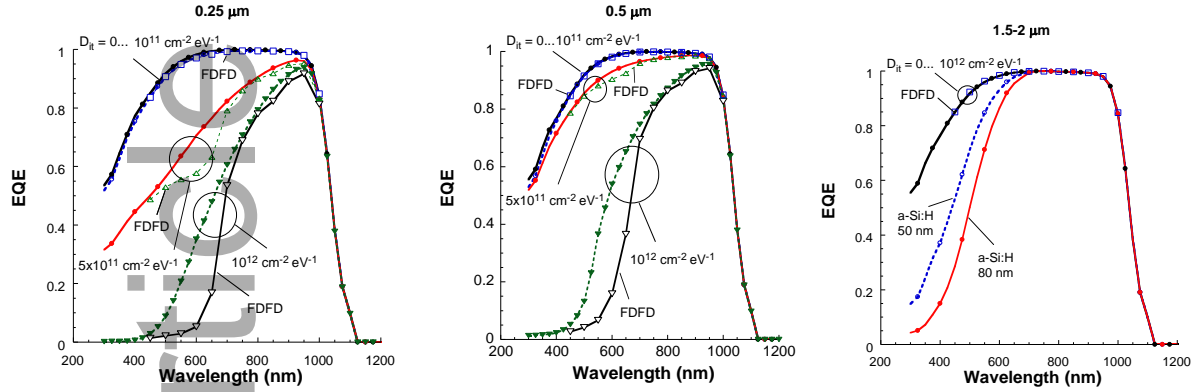 0.25 μm
EQE
1
0.8
0.6
0.4
0.2
0
200 400 600 800 1000 1200
Wavelength (nm)
D_it = 0... 10^11 cm^-2 eV^-1
FDFD
FDFD
5x10^11 cm^-2 eV^-1
10^12 cm^-2 eV^-1
FDFD
0.5 μm
EQE
1
0.8
0.6
0.4
0.2
0
200 400 600 800 1000 1200
Wavelength (nm)
D_it = 0... 10^11 cm^-2 eV^-1
FDFD
FDFD
5x10^11 cm^-2 eV^-1
10^12 cm^-2 eV^-1
FDFD
1.5-2 μm
EQE
1
0.8
0.6
0.4
0.2
0
200 400 600 800 1000 1200
Wavelength (nm)
D_it = 0... 10^12 cm^-2 eV^-1
FDFD
a-Si:H
50 nm
a-Si:H
80 nm
ticle